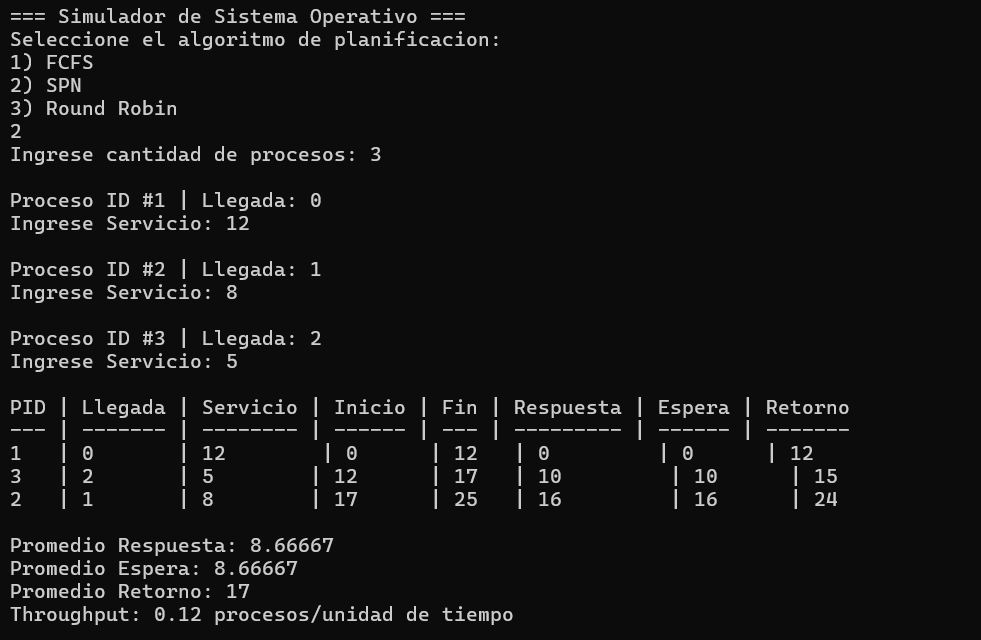 === Simulador de Sistema Operativo ===
Seleccione el algoritmo de planificacion:
1) FCFS
2) SPN
3) Round Robin
2
Ingrese cantidad de procesos: 3

Proceso ID #1 | Llegada: 0
Ingrese Servicio: 12

Proceso ID #2 | Llegada: 1
Ingrese Servicio: 8

Proceso ID #3 | Llegada: 2
Ingrese Servicio: 5

PID | Llegada | Servicio | Inicio | Fin | Respuesta | Espera | Retorno
--- | ------- | -------- | ------ | --- | --------- | ------ | -------
1   | 0       | 12        | 0      | 12   | 0         | 0      | 12
3   | 2       | 5        | 12      | 17   | 10         | 10      | 15
2   | 1       | 8        | 17      | 25   | 16         | 16      | 24

Promedio Respuesta: 8.66667
Promedio Espera: 8.66667
Promedio Retorno: 17
Throughput: 0.12 procesos/unidad de tiempo